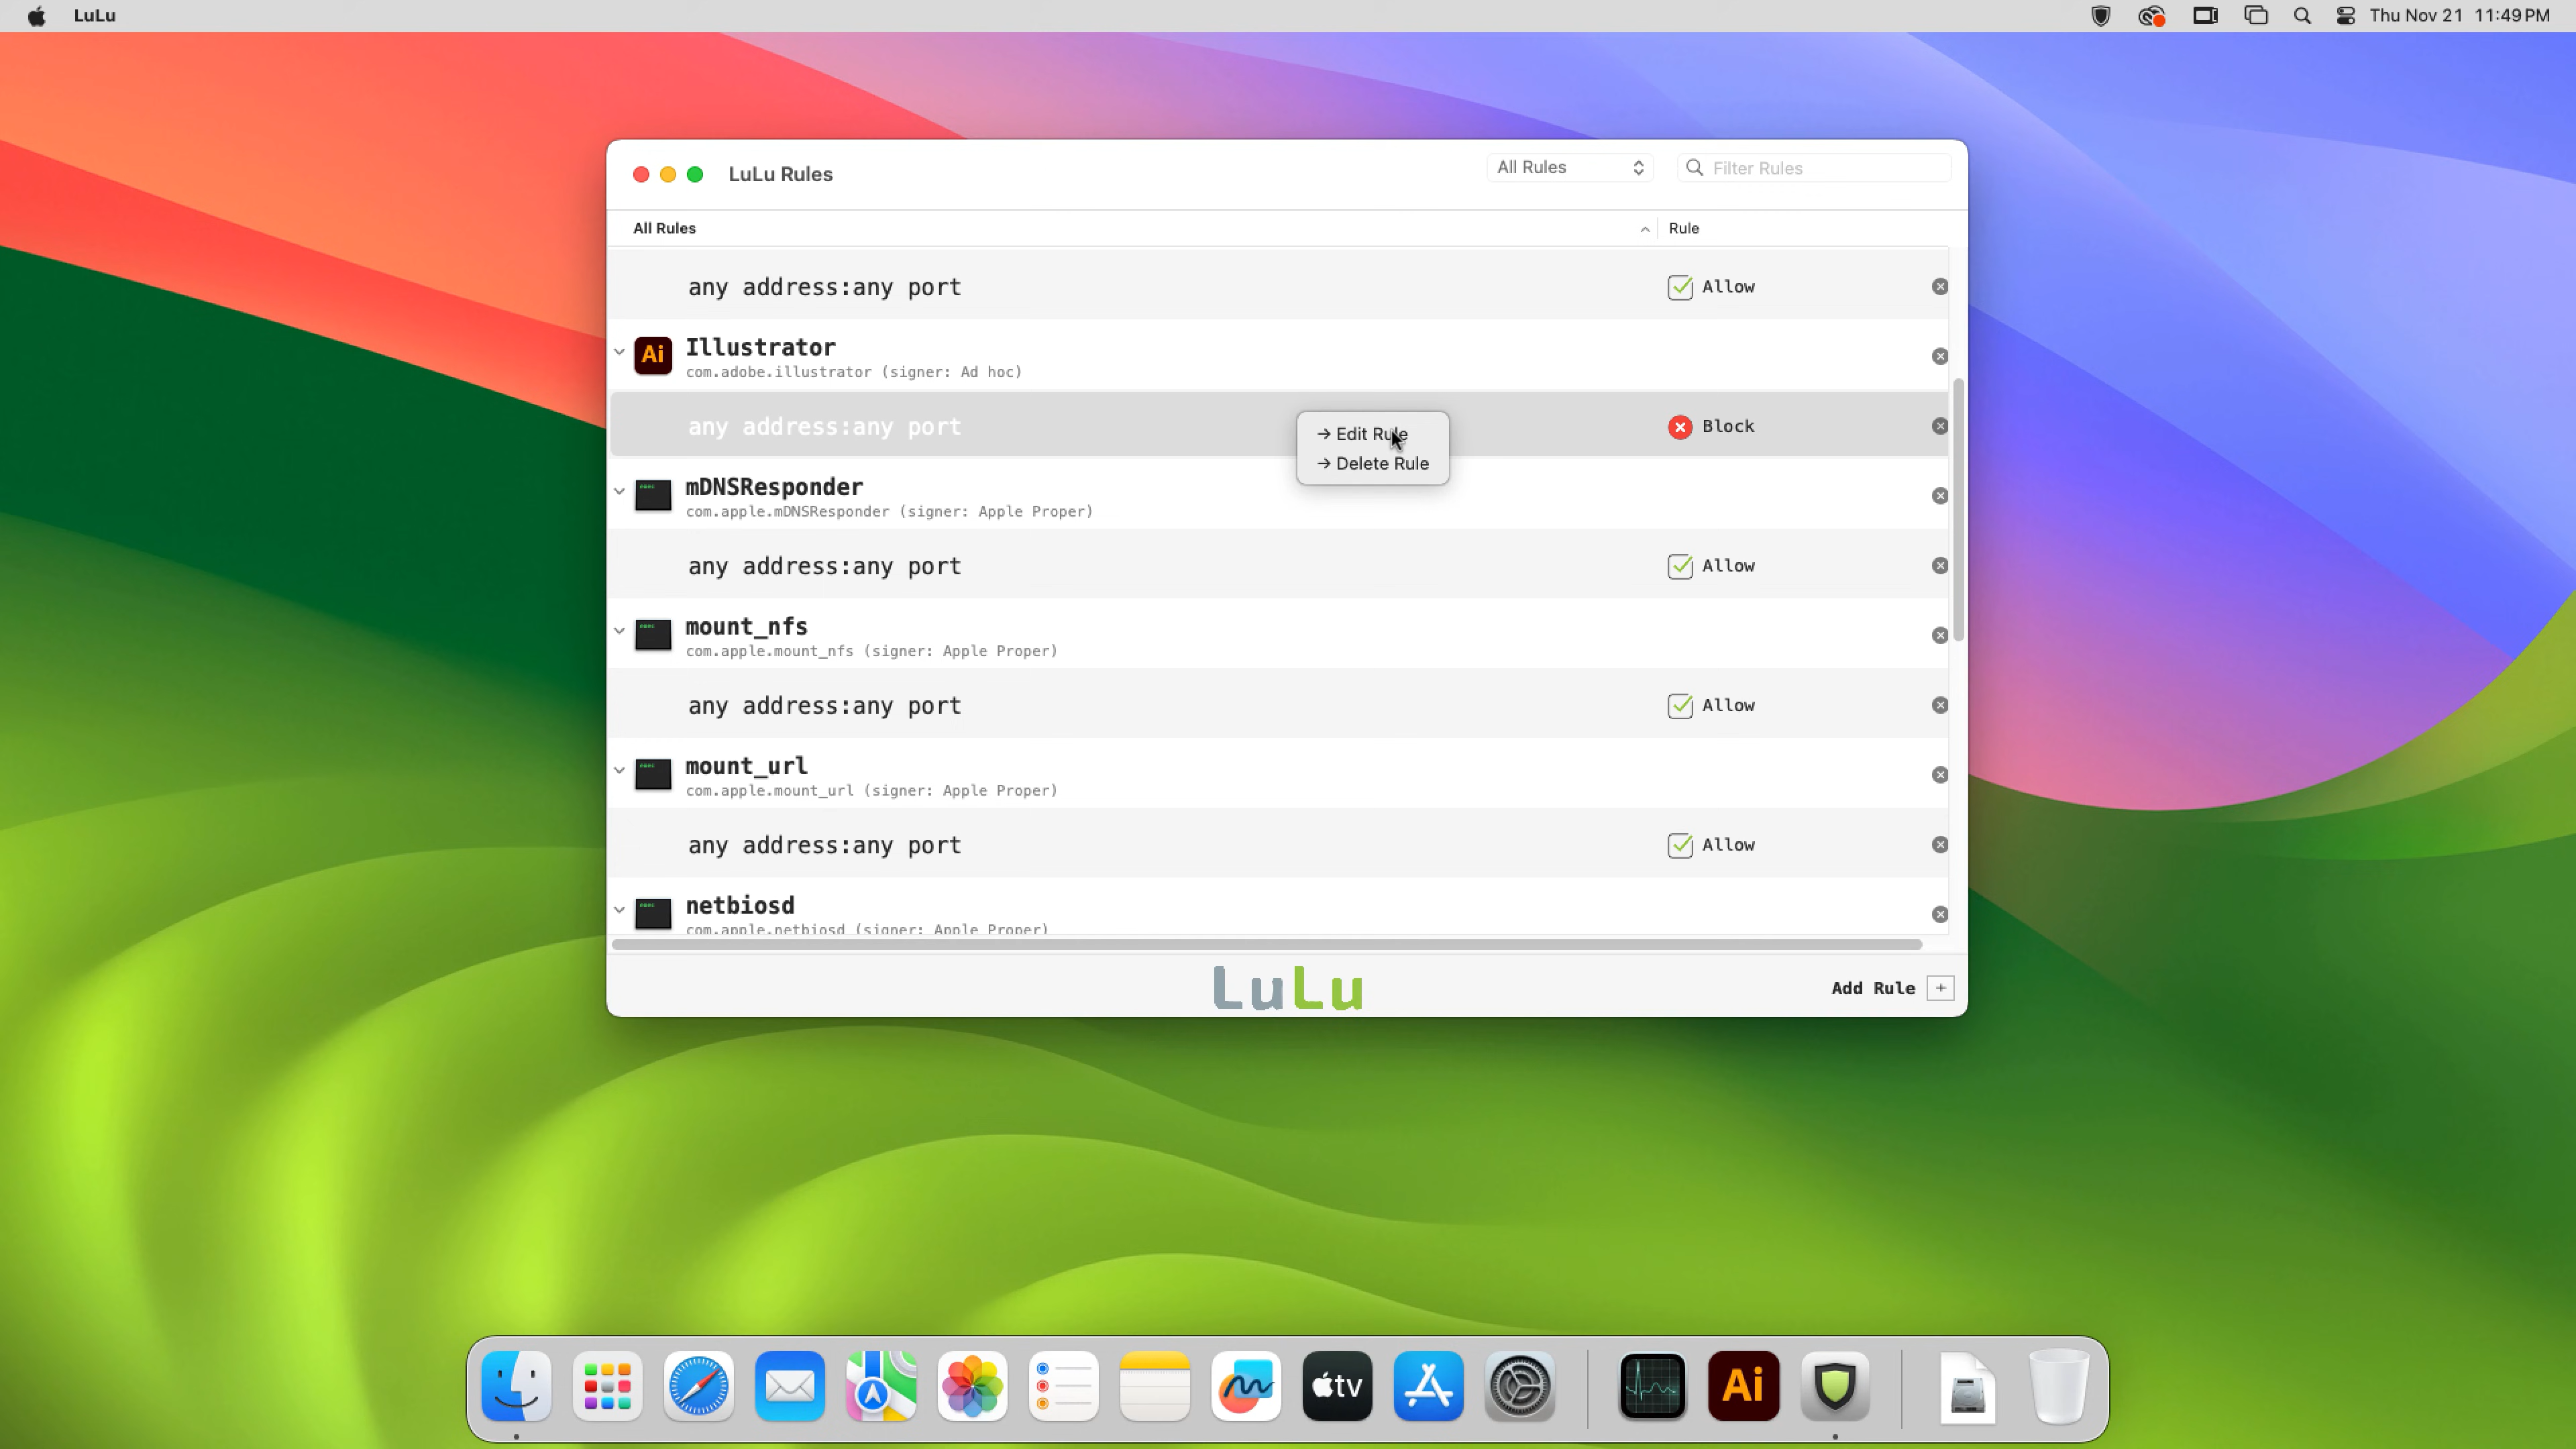 LuLu
Thu Nov 21 11:49 PM
LuLu Rules
All Rules
Filter Rules
All Rules
Rule
any address:any port
Allow
Illustrator
com.adobe.illustrator (signer: Ad hoc)
any address:any port
Block
→ Edit Rule
→ Delete Rule
mDNSResponder
com.apple.mDNSResponder (signer: Apple Proper)
any address:any port
Allow
mount_nfs
com.apple.mount_nfs (signer: Apple Proper)
any address:any port
Allow
mount_url
com.apple.mount_url (signer: Apple Proper)
any address:any port
Allow
netbiosd
com.apple.netbiosd (signer: Apple Proper)
LuLu
Add Rule +
Ai
tv
Ai